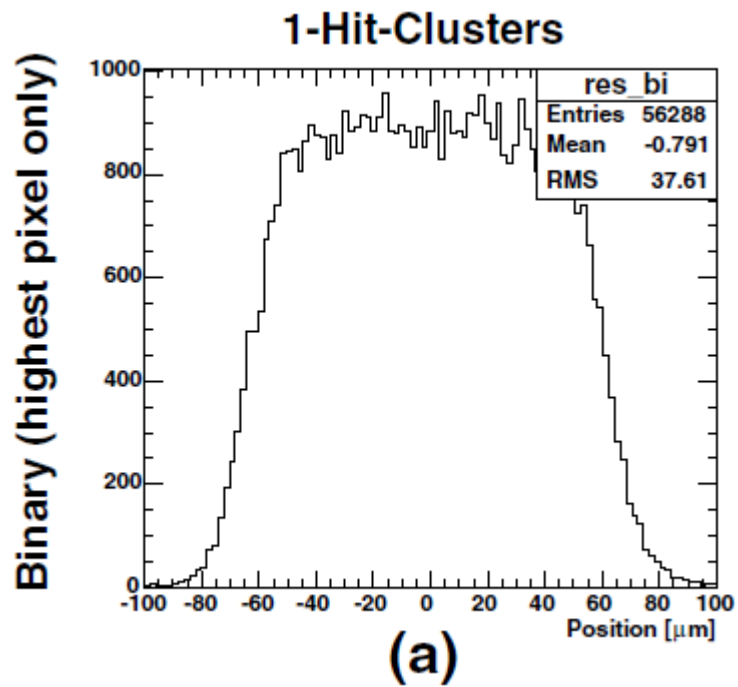 1-Hit-Clusters
Binary (highest pixel only)
1000
800
600
400
200
0
res_bi
Entries 56288
Mean -0.791
RMS 37.61
-100 -80 -60 -40 -20 0 20 40 60 80 100
Position [μm]
(a)